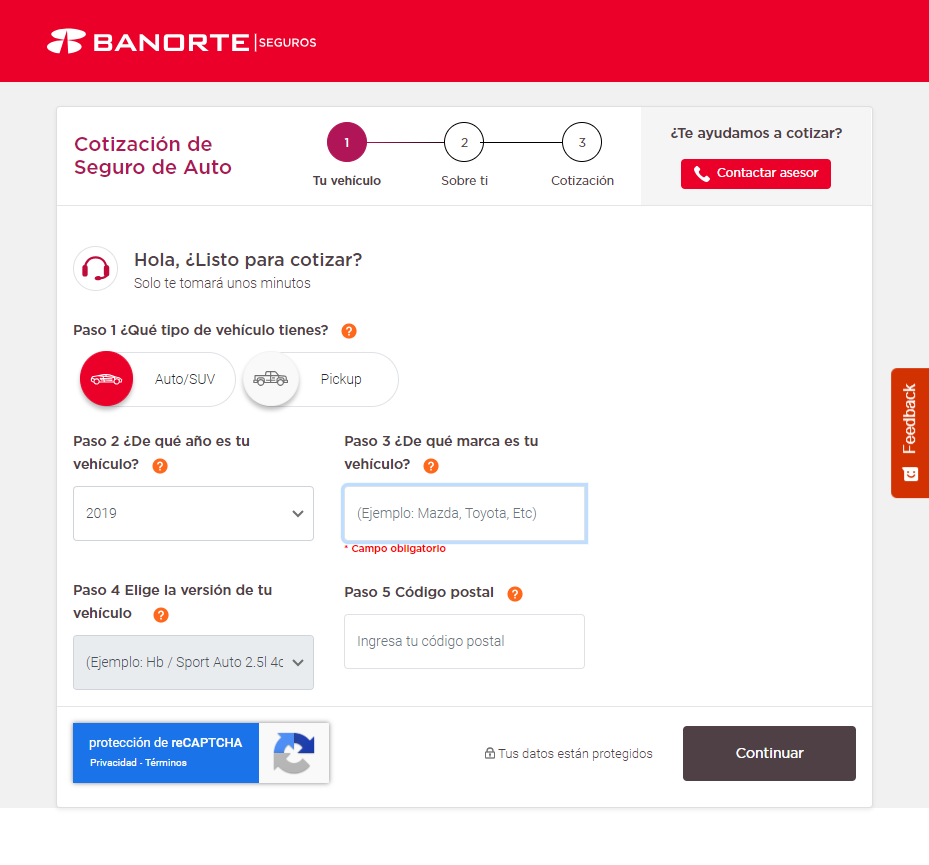 BANORTE | SEGUROS
Cotización de
Seguro de Auto
1
Tu vehículo
2
Sobre ti
3
Cotización
¿Te ayudamos a cotizar?
Contactar asesor
Hola, ¿Listo para cotizar?
Solo te tomará unos minutos
Paso 1 ¿Qué tipo de vehículo tienes? ?
Auto/SUV
Pickup
Paso 2 ¿De qué año es tu
vehículo? ?
2019
Paso 3 ¿De qué marca es tu
vehículo? ?
(Ejemplo: Mazda, Toyota, Etc)
* Campo obligatorio
Paso 4 Elige la versión de tu
vehículo ?
(Ejemplo: Hb / Sport Auto 2.5l 4c
Paso 5 Código postal ?
Ingresa tu código postal
protección de reCAPTCHA
Privacidad - Términos
Tus datos están protegidos
Continuar
Feedback